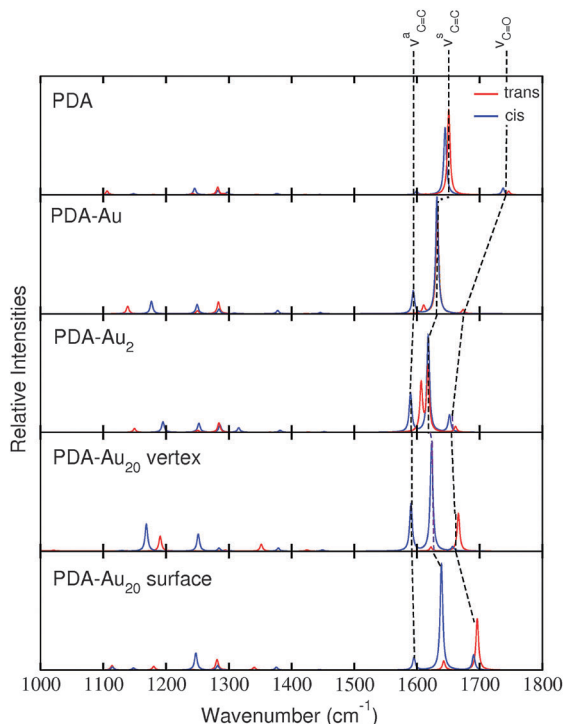 ν^a_C=C
ν^s_C=C
ν_C=O
PDA
trans
cis
PDA-Au
PDA-Au₂
PDA-Au₂₀ vertex
PDA-Au₂₀ surface
Relative Intensities
1000 1100 1200 1300 1400 1500 1600 1700 1800
Wavenumber (cm⁻¹)